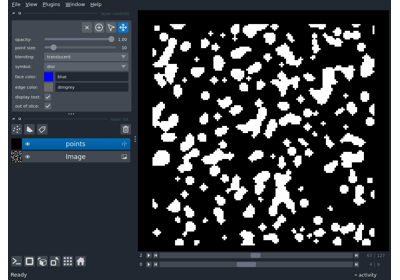 File View Plugins Window Help
opacity: 1.00
point size: 10
blending: translucent
symbol: disc
face color: blue
edge color: dimgrey
display text:
out of slice:
points
Image
Ready
activity